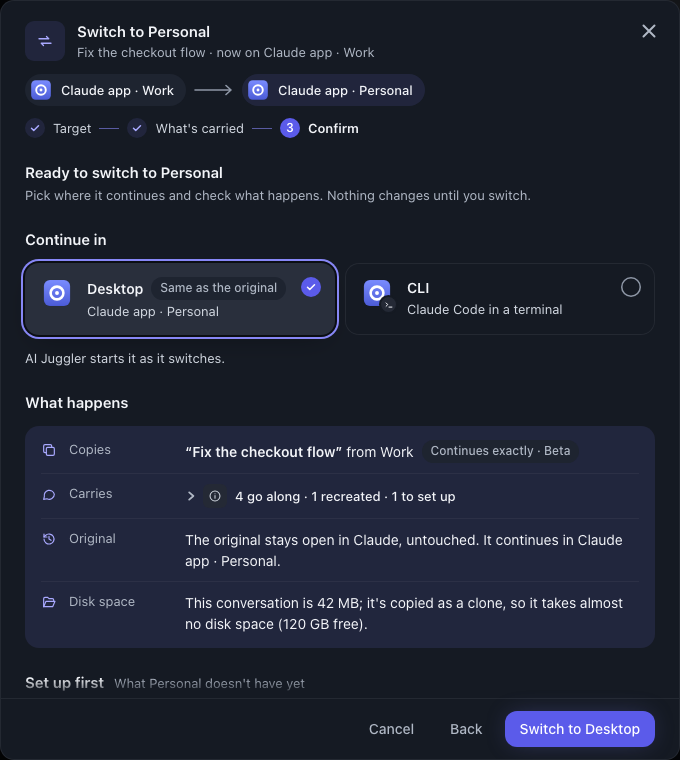 Switch to Personal
Fix the checkout flow · now on Claude app · Work
Claude app · Work
Claude app · Personal
Target
What's carried
3 Confirm
Ready to switch to Personal
Pick where it continues and check what happens. Nothing changes until you switch.
Continue in
Desktop Same as the original
Claude app · Personal
CLI
Claude Code in a terminal
AI Juggler starts it as it switches.
What happens
Copies “Fix the checkout flow” from Work Continues exactly · Beta
Carries 4 go along · 1 recreated · 1 to set up
Original The original stays open in Claude, untouched. It continues in Claude
app · Personal.
Disk space This conversation is 42 MB; it's copied as a clone, so it takes almost
no disk space (120 GB free).
Set up first What Personal doesn't have yet
Cancel Back Switch to Desktop